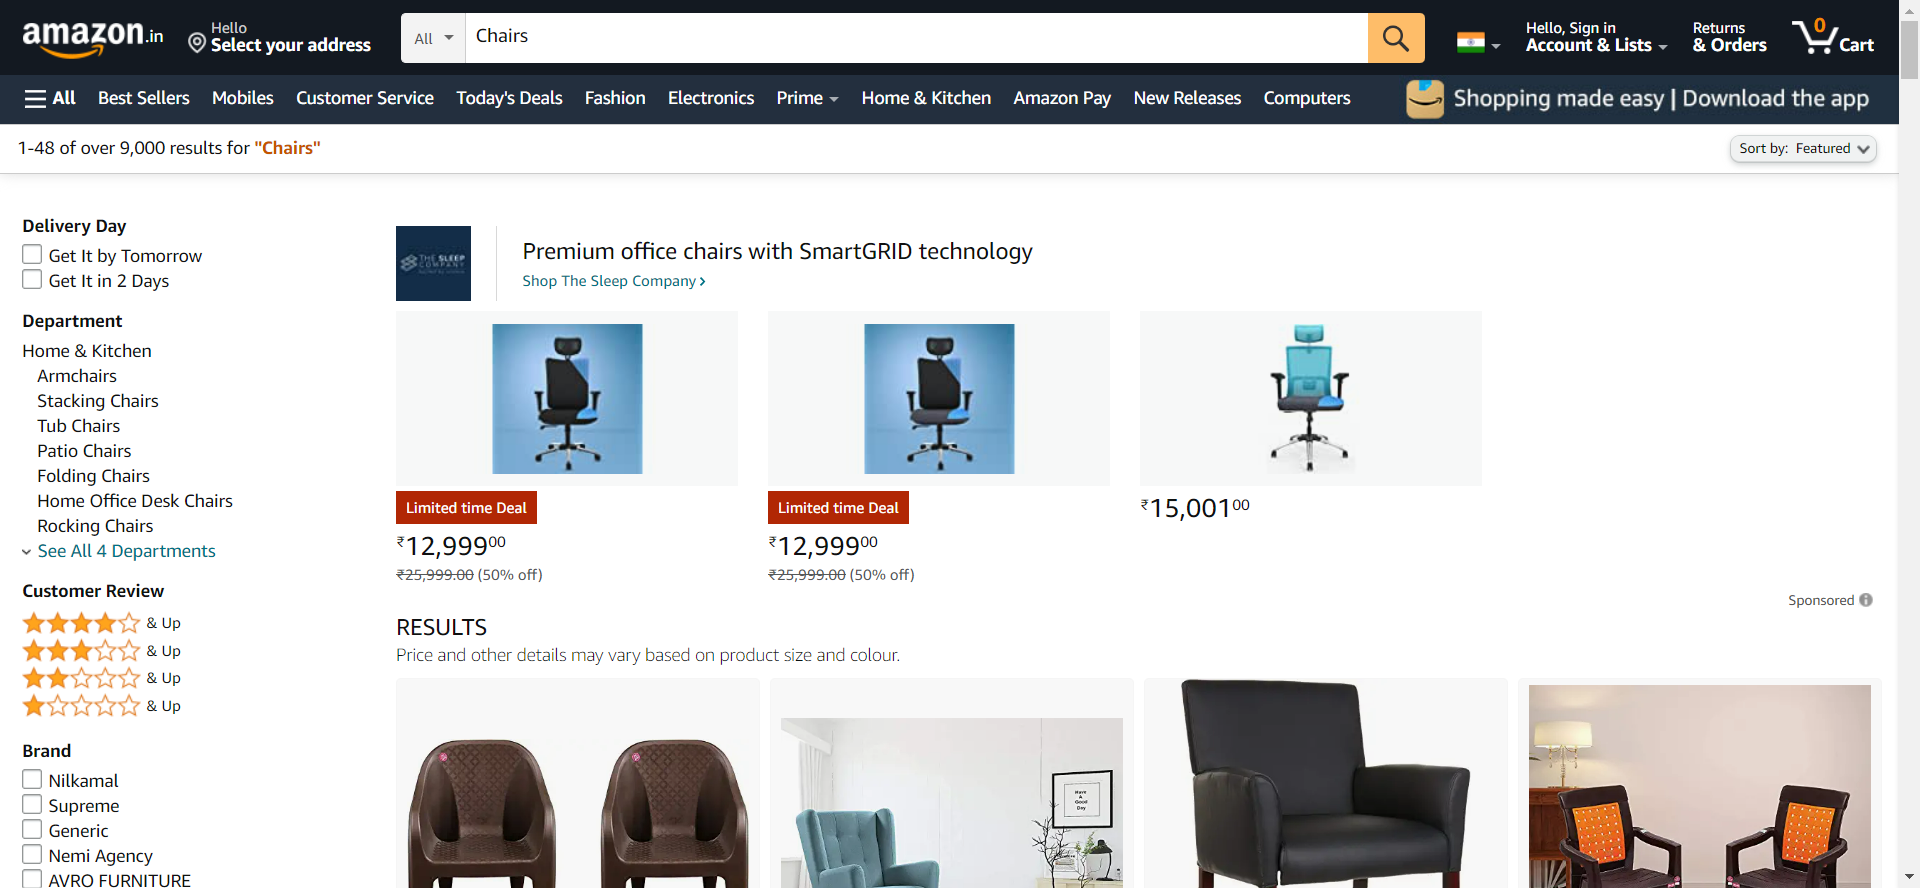 amazon.in
Hello
Select your address
All
Chairs
Hello, Sign in
Account & Lists
Returns
& Orders
0
Cart
All
Best Sellers
Mobiles
Customer Service
Today's Deals
Fashion
Electronics
Prime
Home & Kitchen
Amazon Pay
New Releases
Computers
Shopping made easy | Download the app
1-48 of over 9,000 results for "Chairs"
Sort by: Featured
Delivery Day
Get It by Tomorrow
Get It in 2 Days
Department
Home & Kitchen
Armchairs
Stacking Chairs
Tub Chairs
Patio Chairs
Folding Chairs
Home Office Desk Chairs
Rocking Chairs
See All 4 Departments
Customer Review
& Up
& Up
& Up
& Up
Brand
Nilkamal
Supreme
Generic
Nemi Agency
AVRO FURNITURE
THE SLEEP
COMPANY
Premium office chairs with SmartGRID technology
Shop The Sleep Company
Limited time Deal
₹12,99900
₹25,999.00 (50% off)
Limited time Deal
₹12,99900
₹25,999.00 (50% off)
₹15,00100
Sponsored
RESULTS
Price and other details may vary based on product size and colour.
Have
A
Good
Day